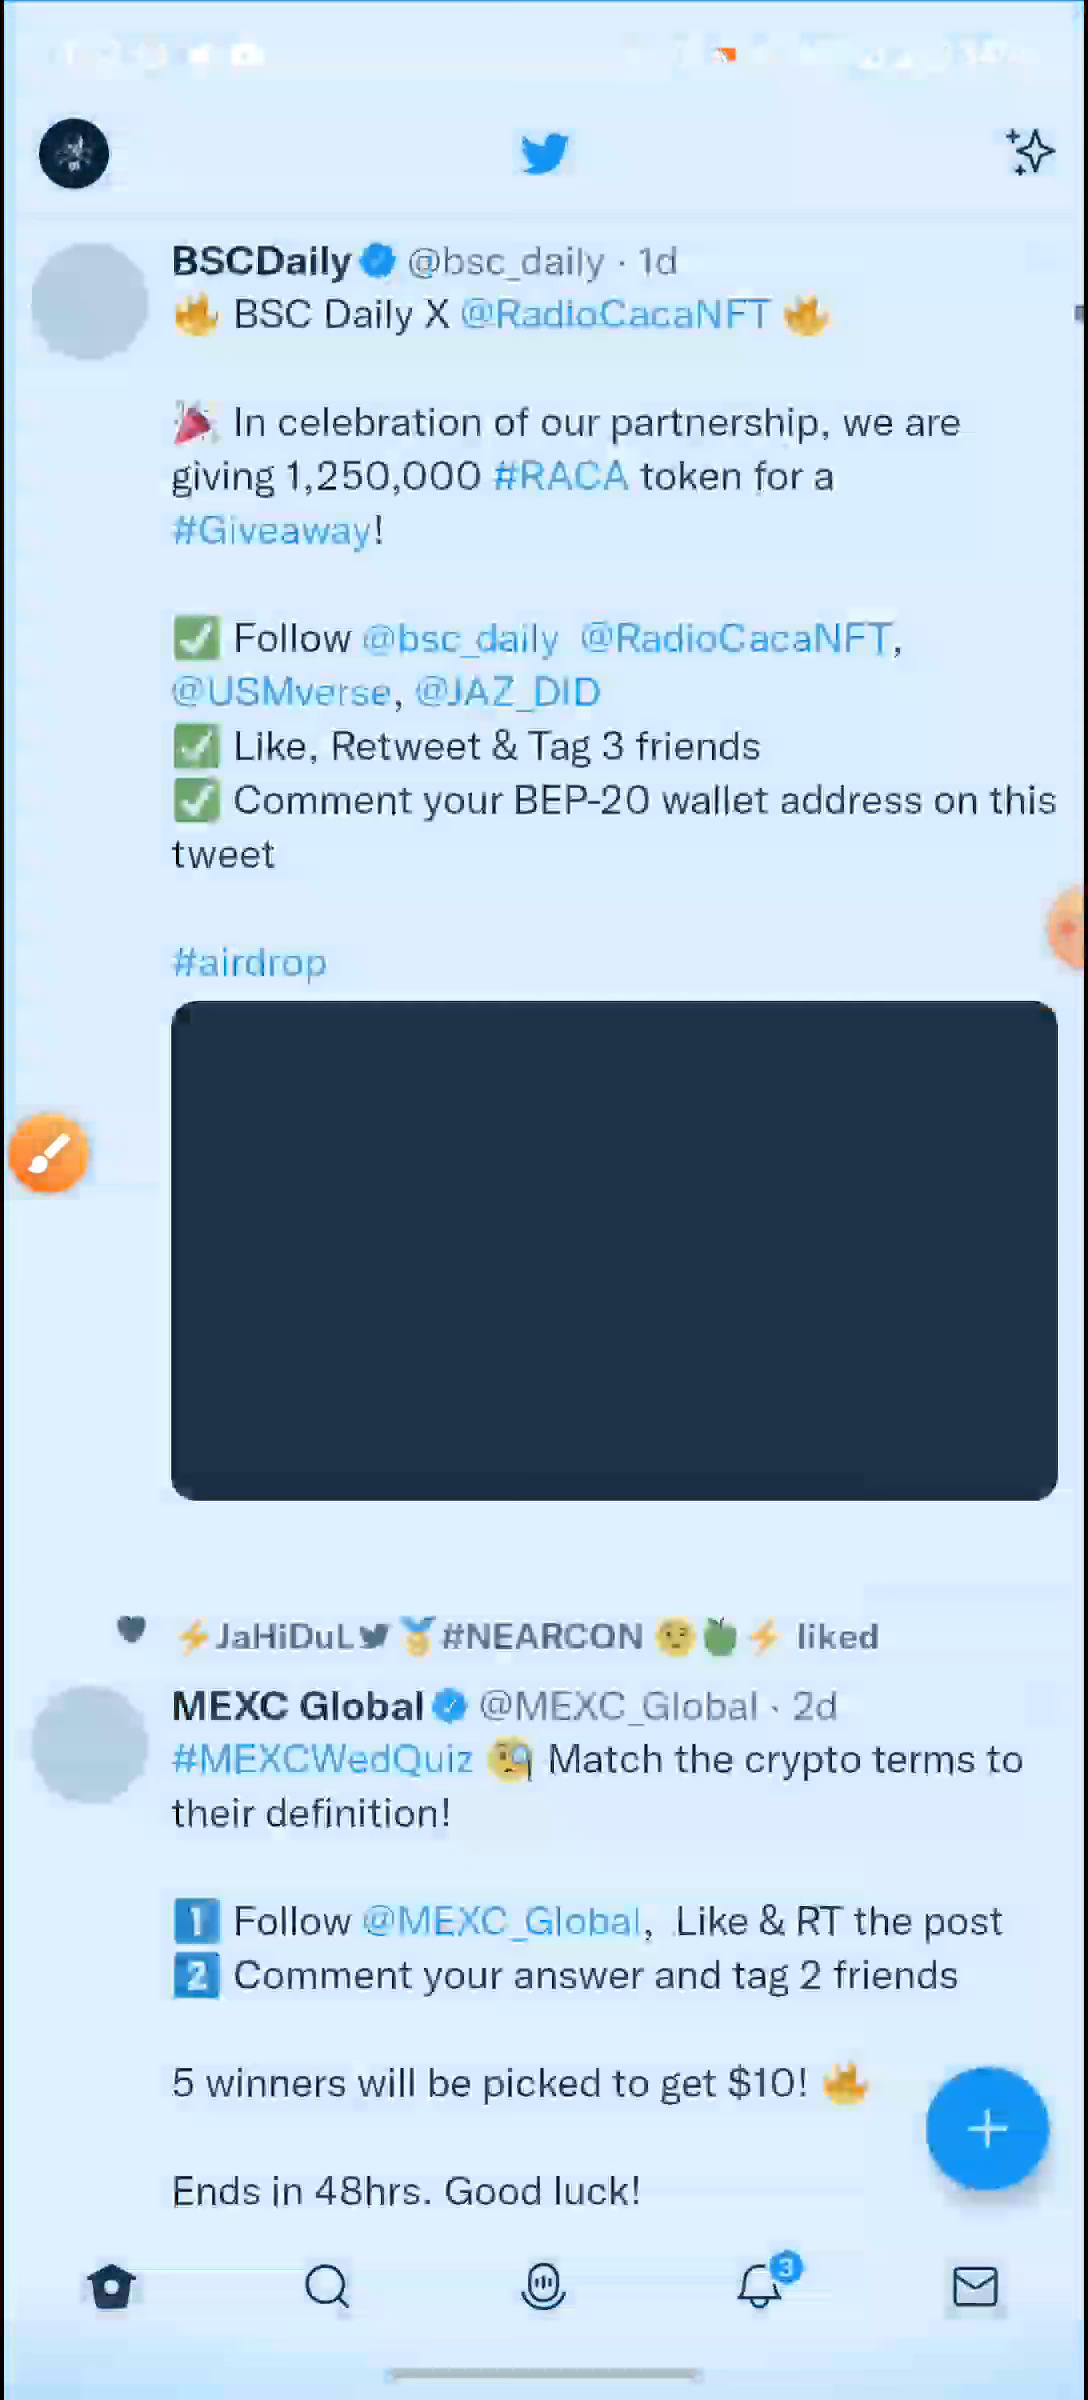 BSCDaily @bsc_daily · 1d
🔥 BSC Daily X @RadioCacaNFT 🔥
🎉 In celebration of our partnership, we are
giving 1,250,000 #RACA token for a
#Giveaway!
✅ Follow @bsc_daily @RadioCacaNFT,
@USMverse, @JAZ_DID
✅ Like, Retweet & Tag 3 friends
✅ Comment your BEP-20 wallet address on this
tweet
#airdrop
⚡JaHiDuL #NEARCON ⚡ liked
MEXC Global @MEXC_Global · 2d
#MEXCWedQuiz 🧐 Match the crypto terms to
their definition!
1 Follow @MEXC_Global, Like & RT the post
2 Comment your answer and tag 2 friends
5 winners will be picked to get $10! 🔥
Ends in 48hrs. Good luck!
3